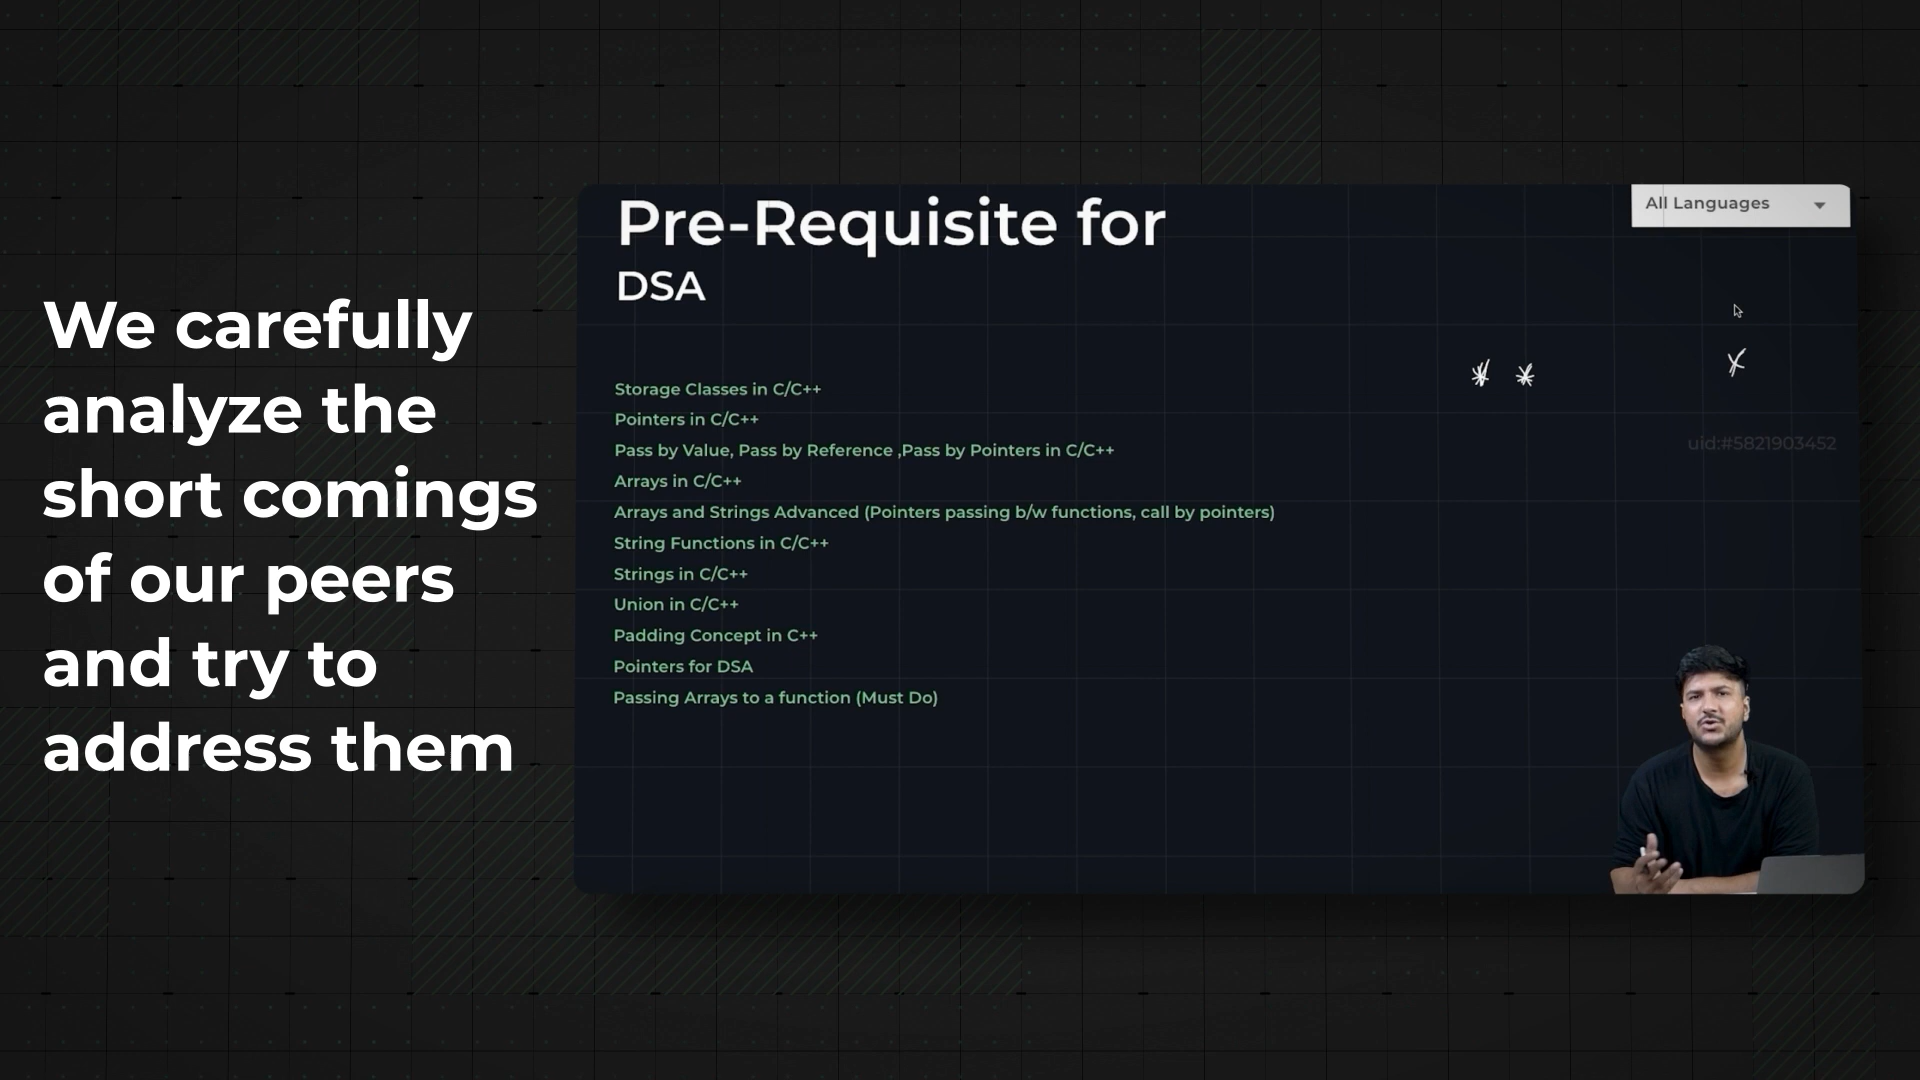 We carefully
analyze the
short comings
of our peers
and try to
address them
Pre-Requisite for
DSA
All Languages
Storage Classes in C/C++
Pointers in C/C++
Pass by Value, Pass by Reference ,Pass by Pointers in C/C++
Arrays in C/C++
Arrays and Strings Advanced (Pointers passing b/w functions, call by pointers)
String Functions in C/C++
Strings in C/C++
Union in C/C++
Padding Concept in C++
Pointers for DSA
Passing Arrays to a function (Must Do)
* * *
uid:#5821903452